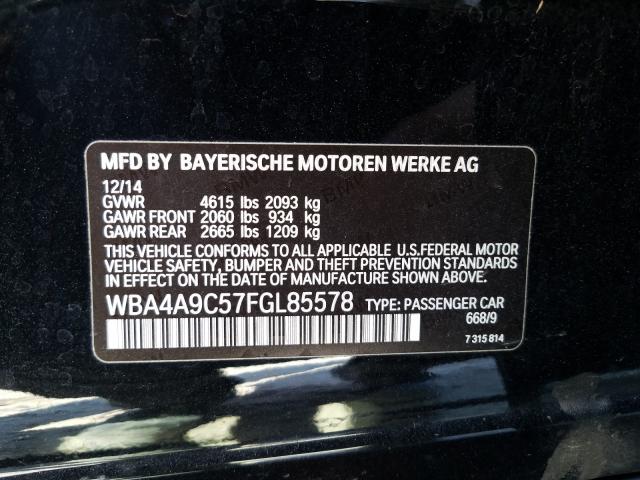 MFD BY BAYERISCHE MOTOREN WERKE AG
12/14
GVWR 4615 lbs 2093 kg
GAWR FRONT 2060 lbs 934 kg
GAWR REAR 2665 lbs 1209 kg
THIS VEHICLE CONFORMS TO ALL APPLICABLE U.S.FEDERAL MOTOR
VEHICLE SAFETY, BUMPER AND THEFT PREVENTION STANDARDS
IN EFFECT ON THE DATE OF MANUFACTURE SHOWN ABOVE.
WBA4A9C57FGL85578 TYPE: PASSENGER CAR
668/9
7 315 814